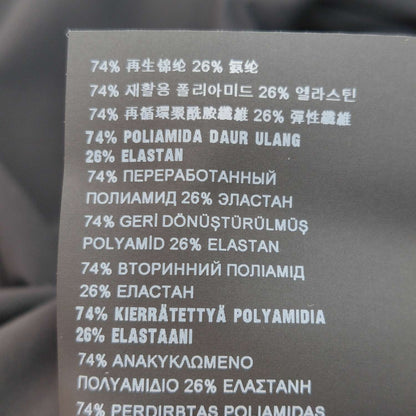 74% 再生锦纶 26% 氨纶
74% 재활용 폴리아미드 26% 엘라스틴
74% 再循環聚酰胺纖維 26% 彈性纖維
74% POLIAMIDA DAUR ULANG
26% ELASTAN
74% ПЕРЕРАБОТАННЫЙ
ПОЛИАМИД 26% ЭЛАСТАН
74% GERİ DÖNÜŞTÜRÜLMÜŞ
POLYAMİD 26% ELASTAN
74% ВТОРИННИЙ ПОЛІАМІД
26% ЕЛАСТАН
74% KIERRÄTETTYÄ POLYAMIDIA
26% ELASTAANI
74% ΑΝΑΚΥΚΛΩΜΕΝΟ
ΠΟΛΥΑΜΙΔΙΟ 26% ΕΛΑΣΤΑΝΗ
74% PERDIRBTAS POLIAMIDAS